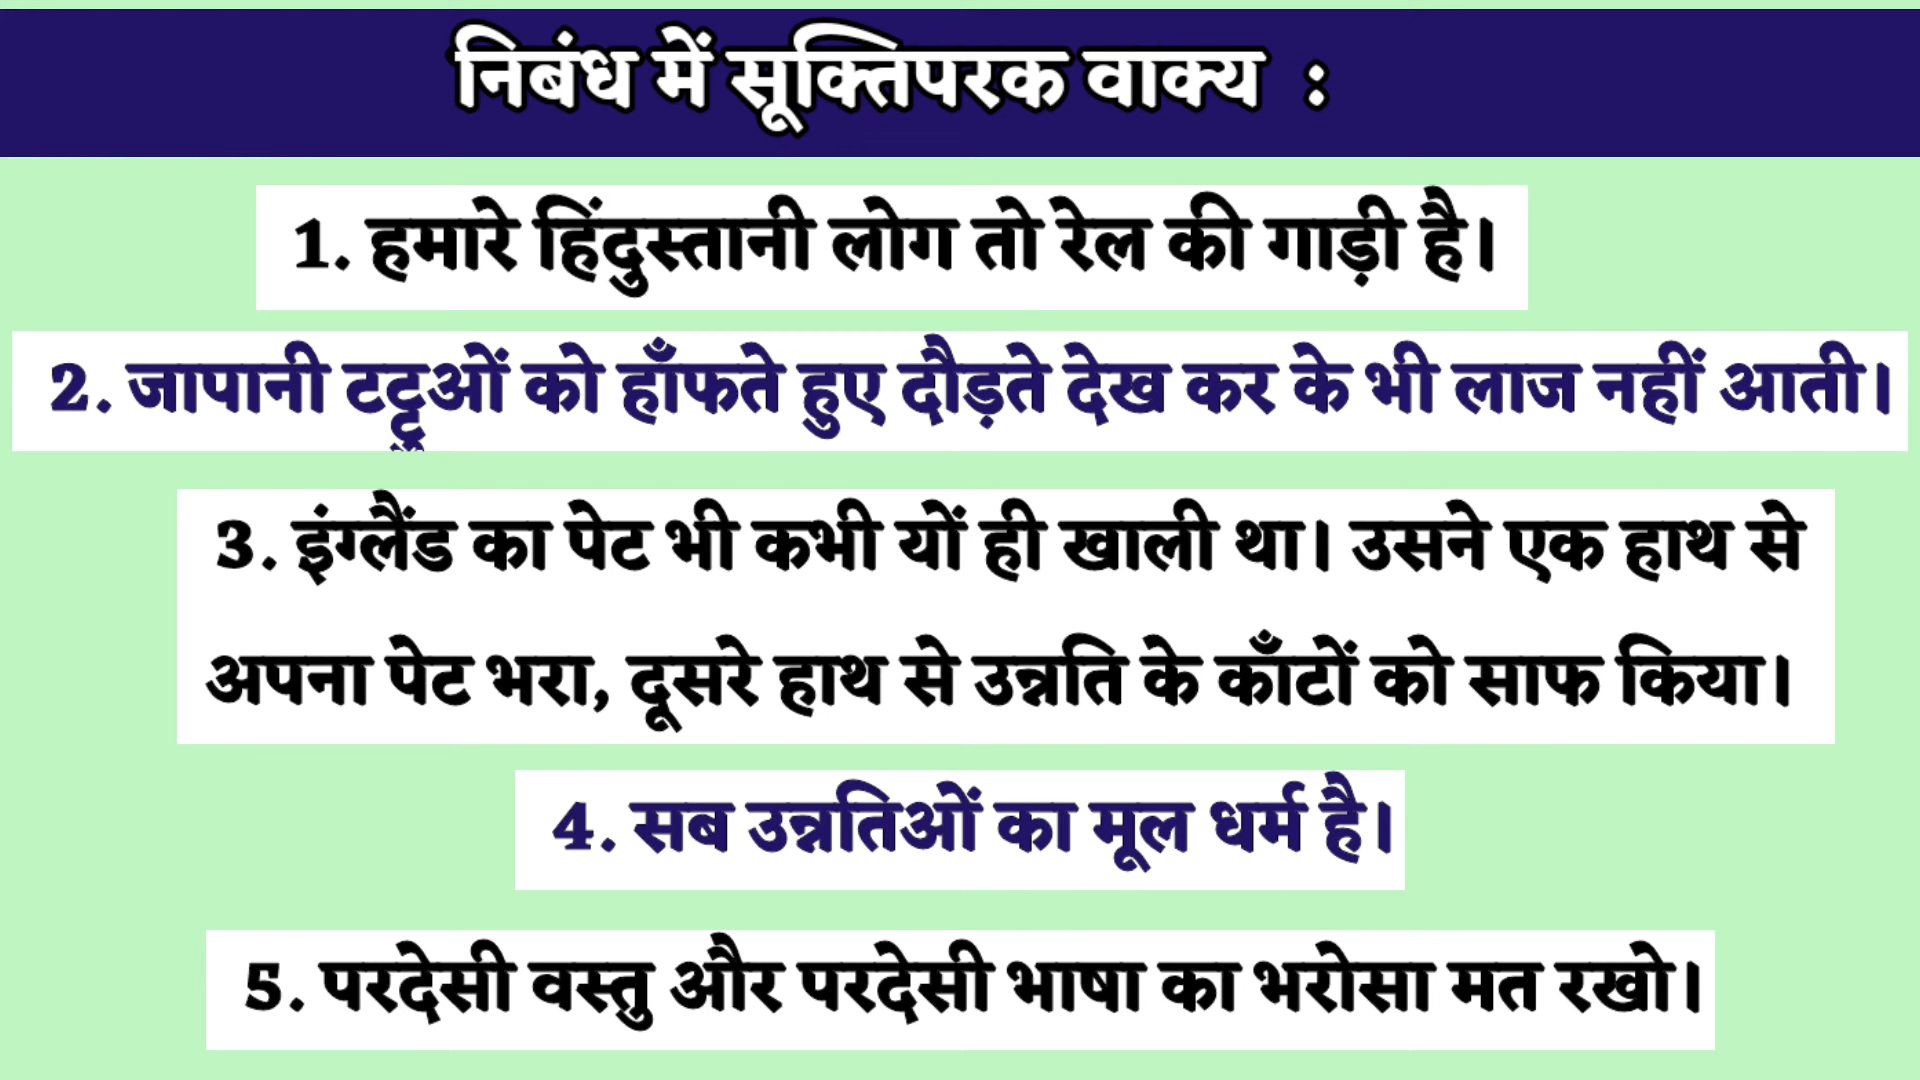 निबंध में सूक्तिपरक वाक्य :
1. हमारे हिंदुस्तानी लोग तो रेल की गाड़ी है।
2. जापानी टट्टुओं को हाँफते हुए दौड़ते देख कर के भी लाज नहीं आती।
3. इंग्लैंड का पेट भी कभी यों ही खाली था। उसने एक हाथ से
अपना पेट भरा, दूसरे हाथ से उन्नति के काँटों को साफ किया।
4. सब उन्नतिओं का मूल धर्म है।
5. परदेसी वस्तु और परदेसी भाषा का भरोसा मत रखो।